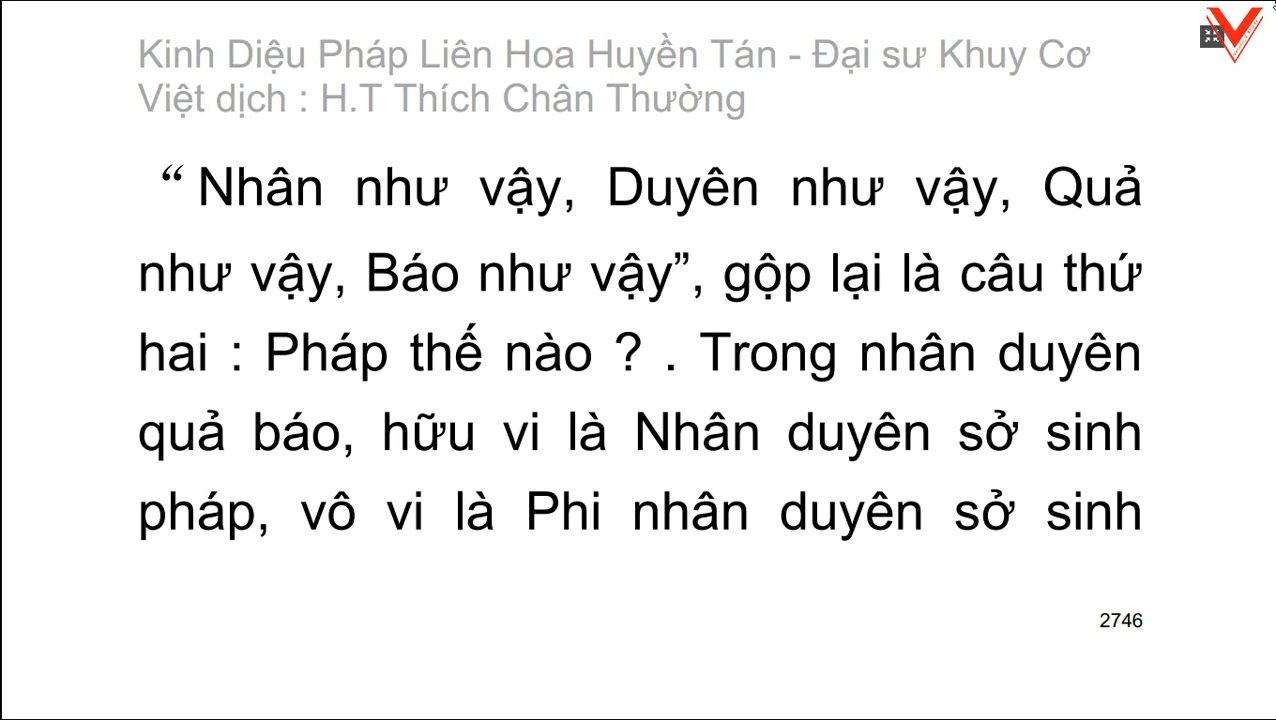 Kinh Diệu Pháp Liên Hoa Huyền Tán - Đại sư Khuy Cơ
Việt dịch : H.T Thích Chân Thường
“ Nhân như vậy, Duyên như vậy, Quả
như vậy, Báo như vậy”, gộp lại là câu thứ
hai : Pháp thế nào ? . Trong nhân duyên
quả báo, hữu vi là Nhân duyên sở sinh
pháp, vô vi là Phi nhân duyên sở sinh
2746